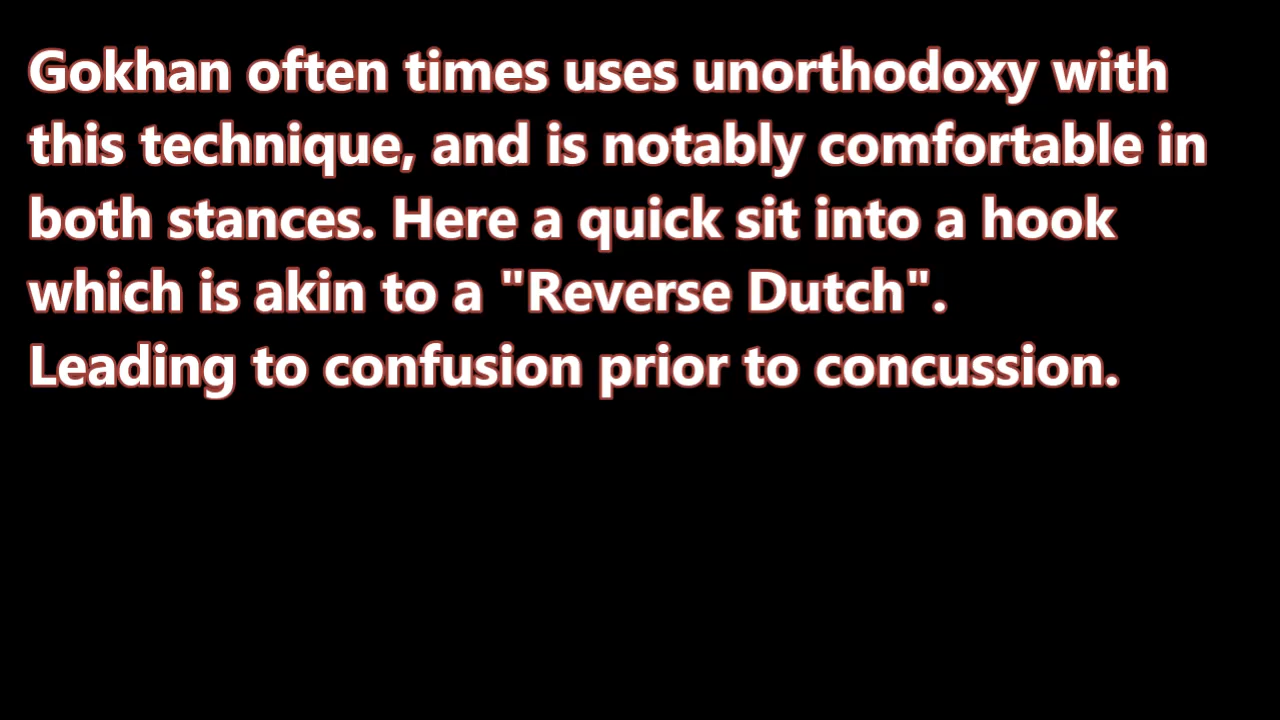 Gokhan often times uses unorthodoxy with
this technique, and is notably comfortable in
both stances. Here a quick sit into a hook
which is akin to a "Reverse Dutch".
Leading to confusion prior to concussion.